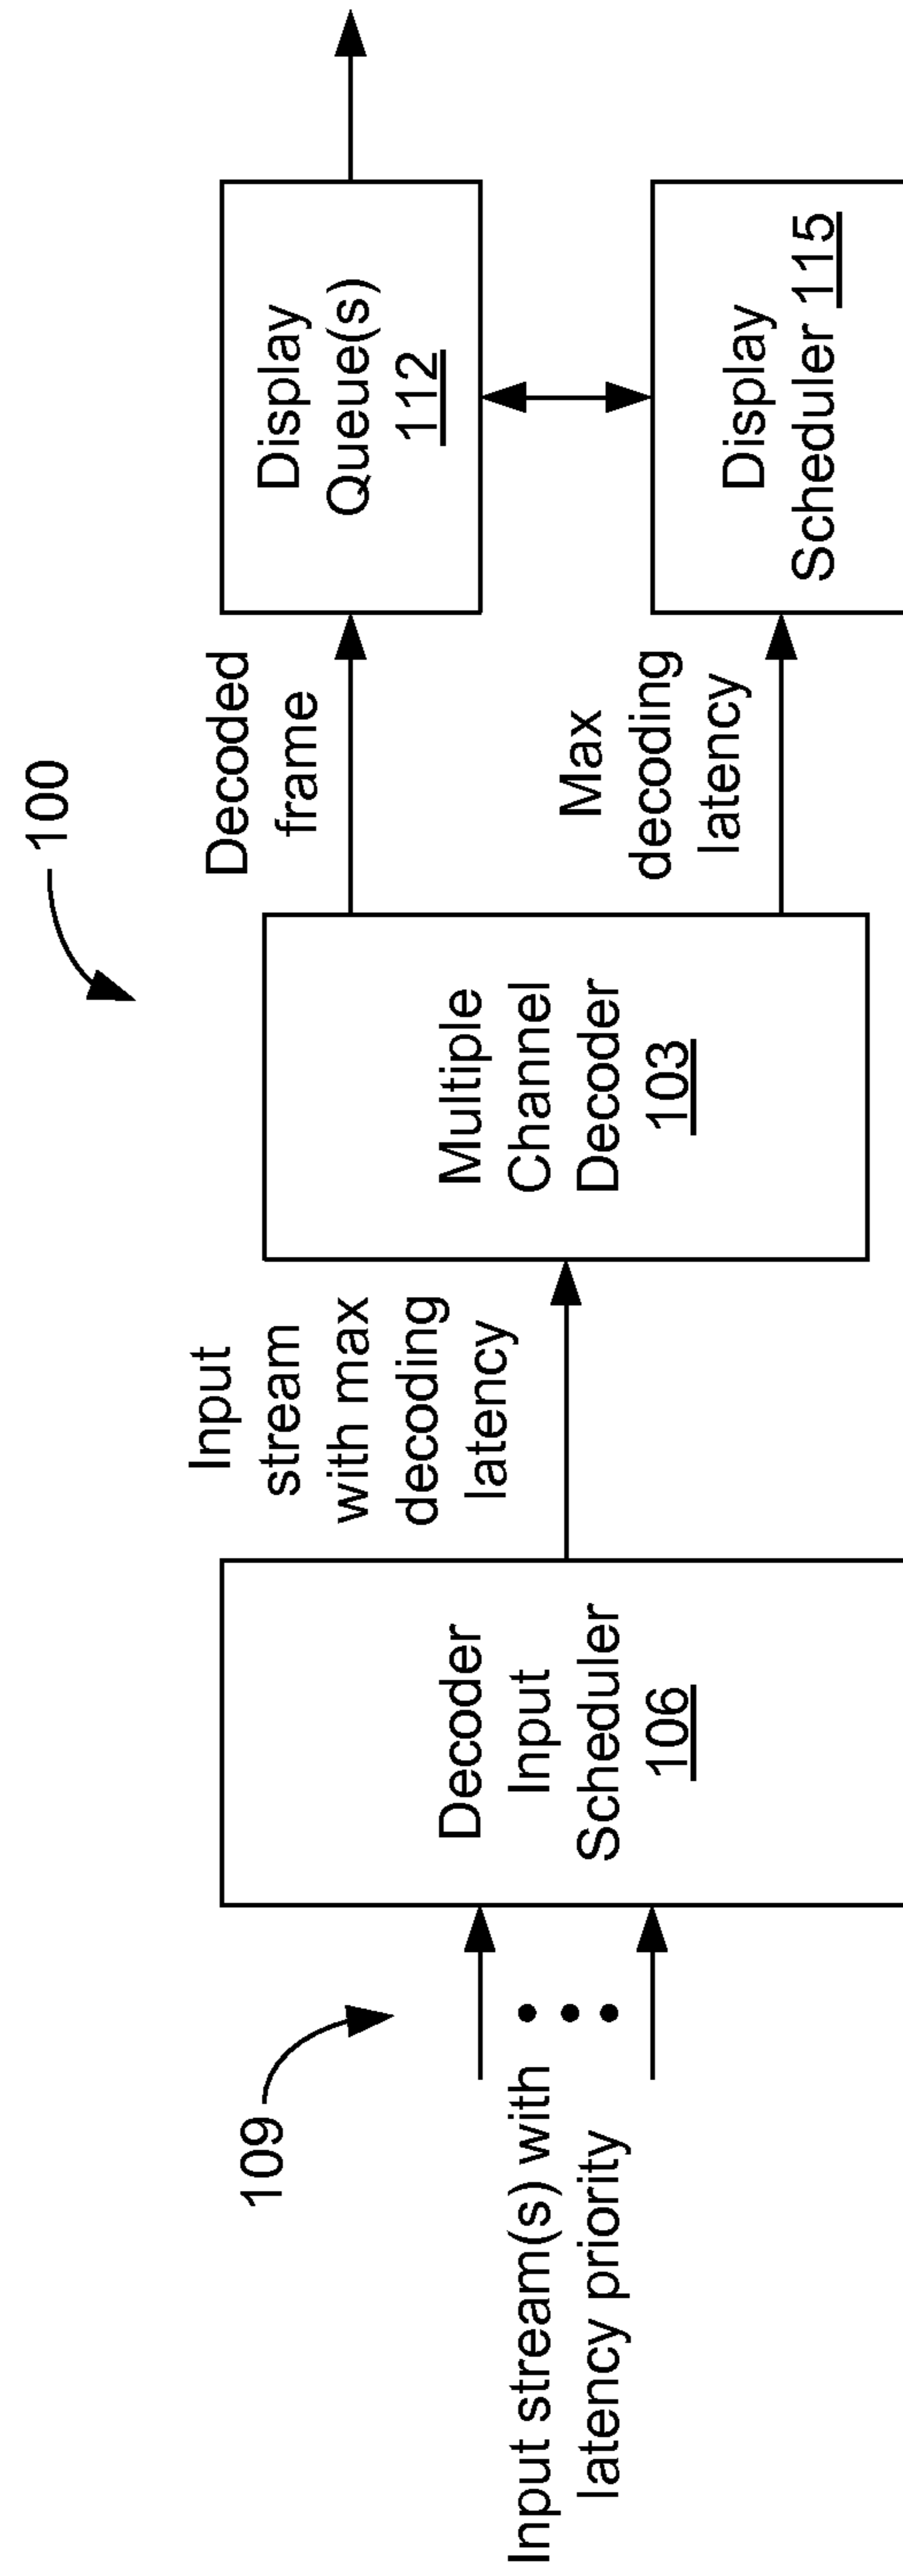 100
109
Input stream(s) with
latency priority
Decoder
Input
Scheduler
106
Input
stream
with max
decoding
latency
Multiple
Channel
Decoder
103
Decoded
frame
Max
decoding
latency
Display
Queue(s)
112
Display
Scheduler 115